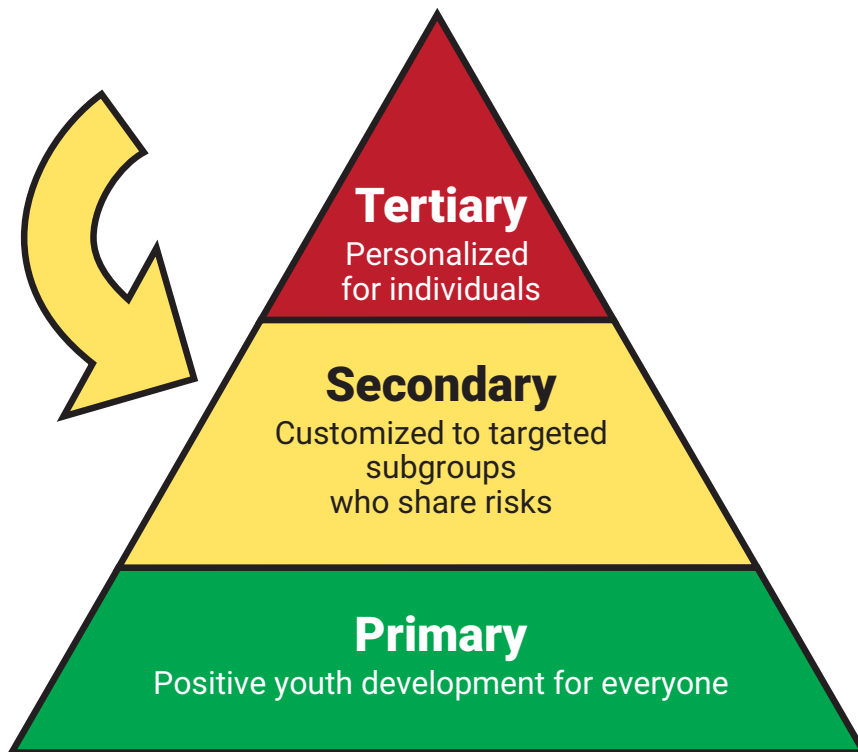 Tertiary
Personalized
for individuals
Secondary
Customized to targeted
subgroups
who share risks
Primary
Positive youth development for everyone